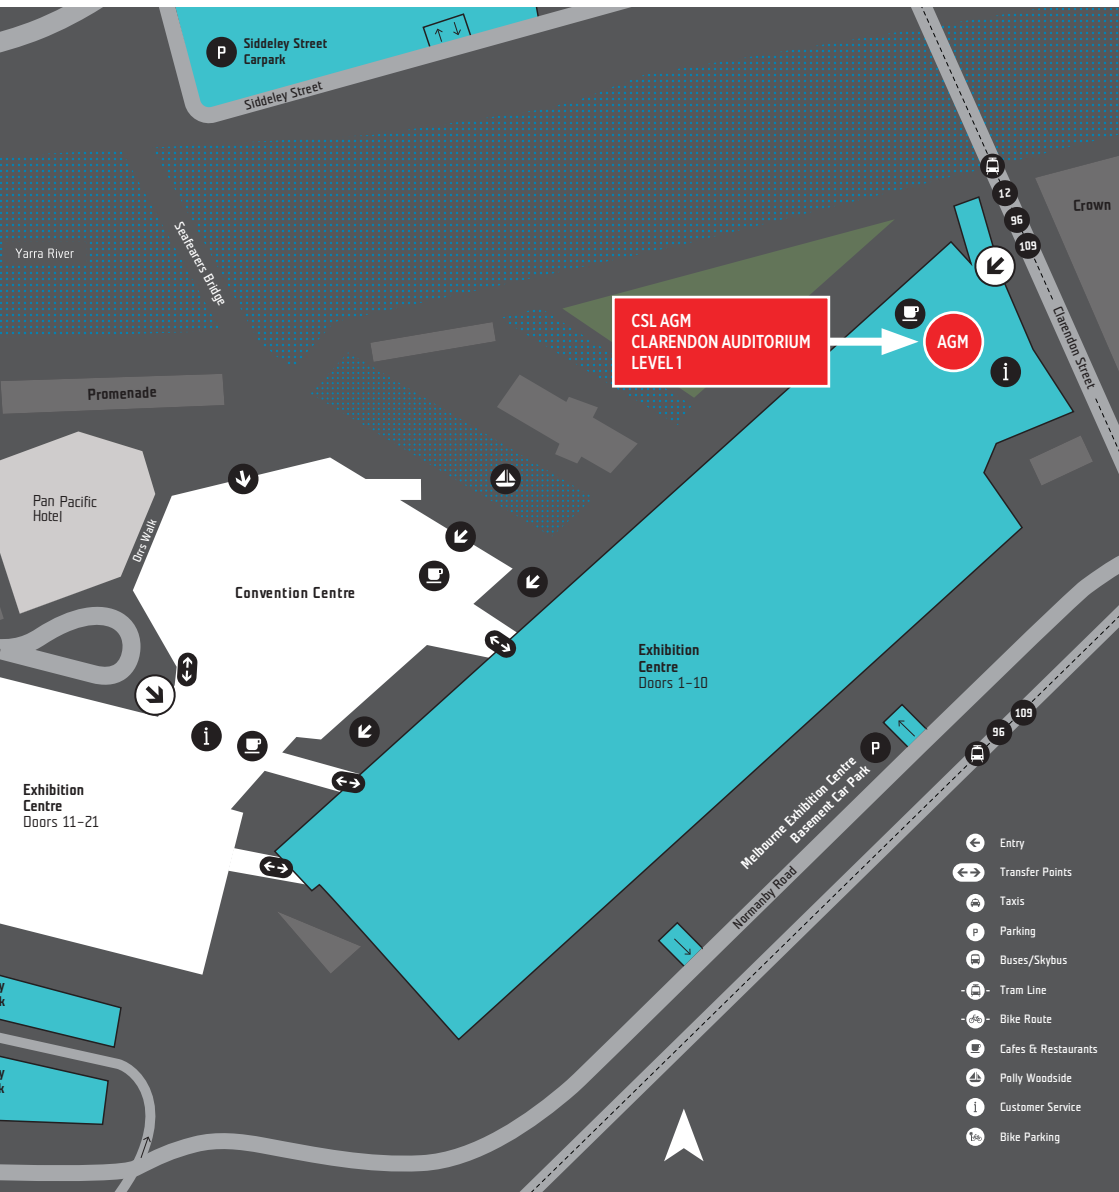 P
Siddeley Street
Carpark
Siddeley Street
Crown
12
96
109
Yarra River
Seafearers Bridge
Clarendon Street
CSL AGM
CLARENDON AUDITORIUM
LEVEL 1
AGM
i
Promenade
Pan Pacific
Hotel
Orrs Walk
Convention Centre
Exhibition
Centre
Doors 1-10
i
109
96
P
Melbourne Exhibition Centre
Basement Car Park
Normanby Road
Exhibition
Centre
Doors 11-21
y
k
y
k
Entry
Transfer Points
Taxis
P
Parking
Buses/Skybus
Tram Line
Bike Route
Cafes & Restaurants
Polly Woodside
i
Customer Service
Bike Parking